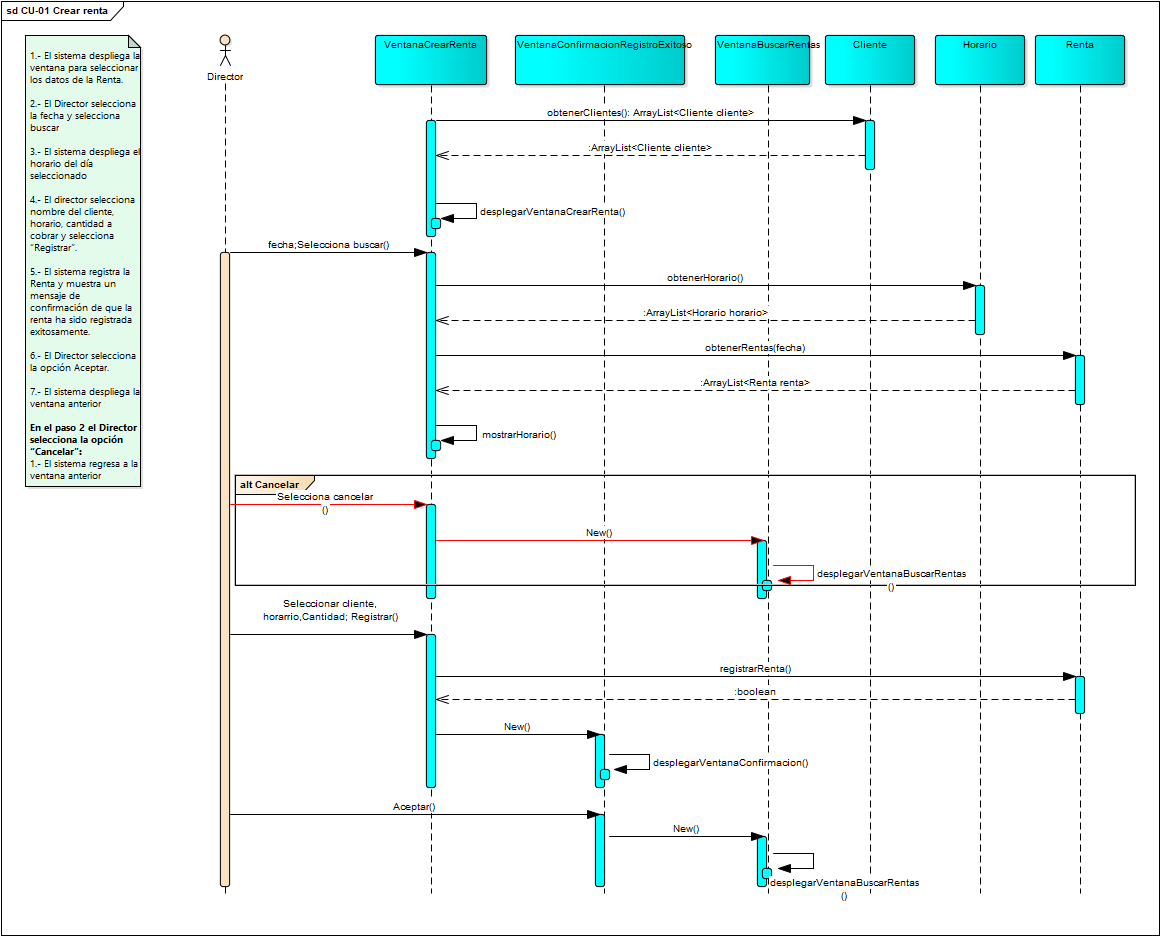 sd CU-01 Crear renta
1.- El sistema despliega la
ventana para seleccionar
los datos de la Renta.
2.- El Director selecciona
la fecha y selecciona
buscar
3.- El sistema despliega el
horario del día
seleccionado
4.- El director selecciona
nombre del cliente,
horario, cantidad a
cobrar y selecciona
“Registrar”.
5.- El sistema registra la
Renta y muestra un
mensaje de
confirmación de que la
renta ha sido registrada
exitosamente.
6.- El Director selecciona
la opción Aceptar.
7.- El sistema despliega la
ventana anterior
En el paso 2 el Director
selecciona la opción
“Cancelar”:
1.- El sistema regresa a la
ventana anterior
Director
VentanaCrearRenta
VentanaConfirmacionRegistroExitoso
VentanaBuscarRentas
Cliente
Horario
Renta
obtenerClientes(): ArrayList<Cliente cliente>
:ArrayList<Cliente cliente>
desplegarVentanaCrearRenta()
fecha;Selecciona buscar()
obtenerHorario()
:ArrayList<Horario horario>
obtenerRentas(fecha)
:ArrayList<Renta renta>
mostrarHorario()
alt Cancelar
Selecciona cancelar
()
New()
desplegarVentanaBuscarRentas
()
Seleccionar cliente,
horarrio,Cantidad; Registrar()
registrarRenta()
:boolean
New()
desplegarVentanaConfirmacion()
Aceptar()
New()
desplegarVentanaBuscarRentas
()